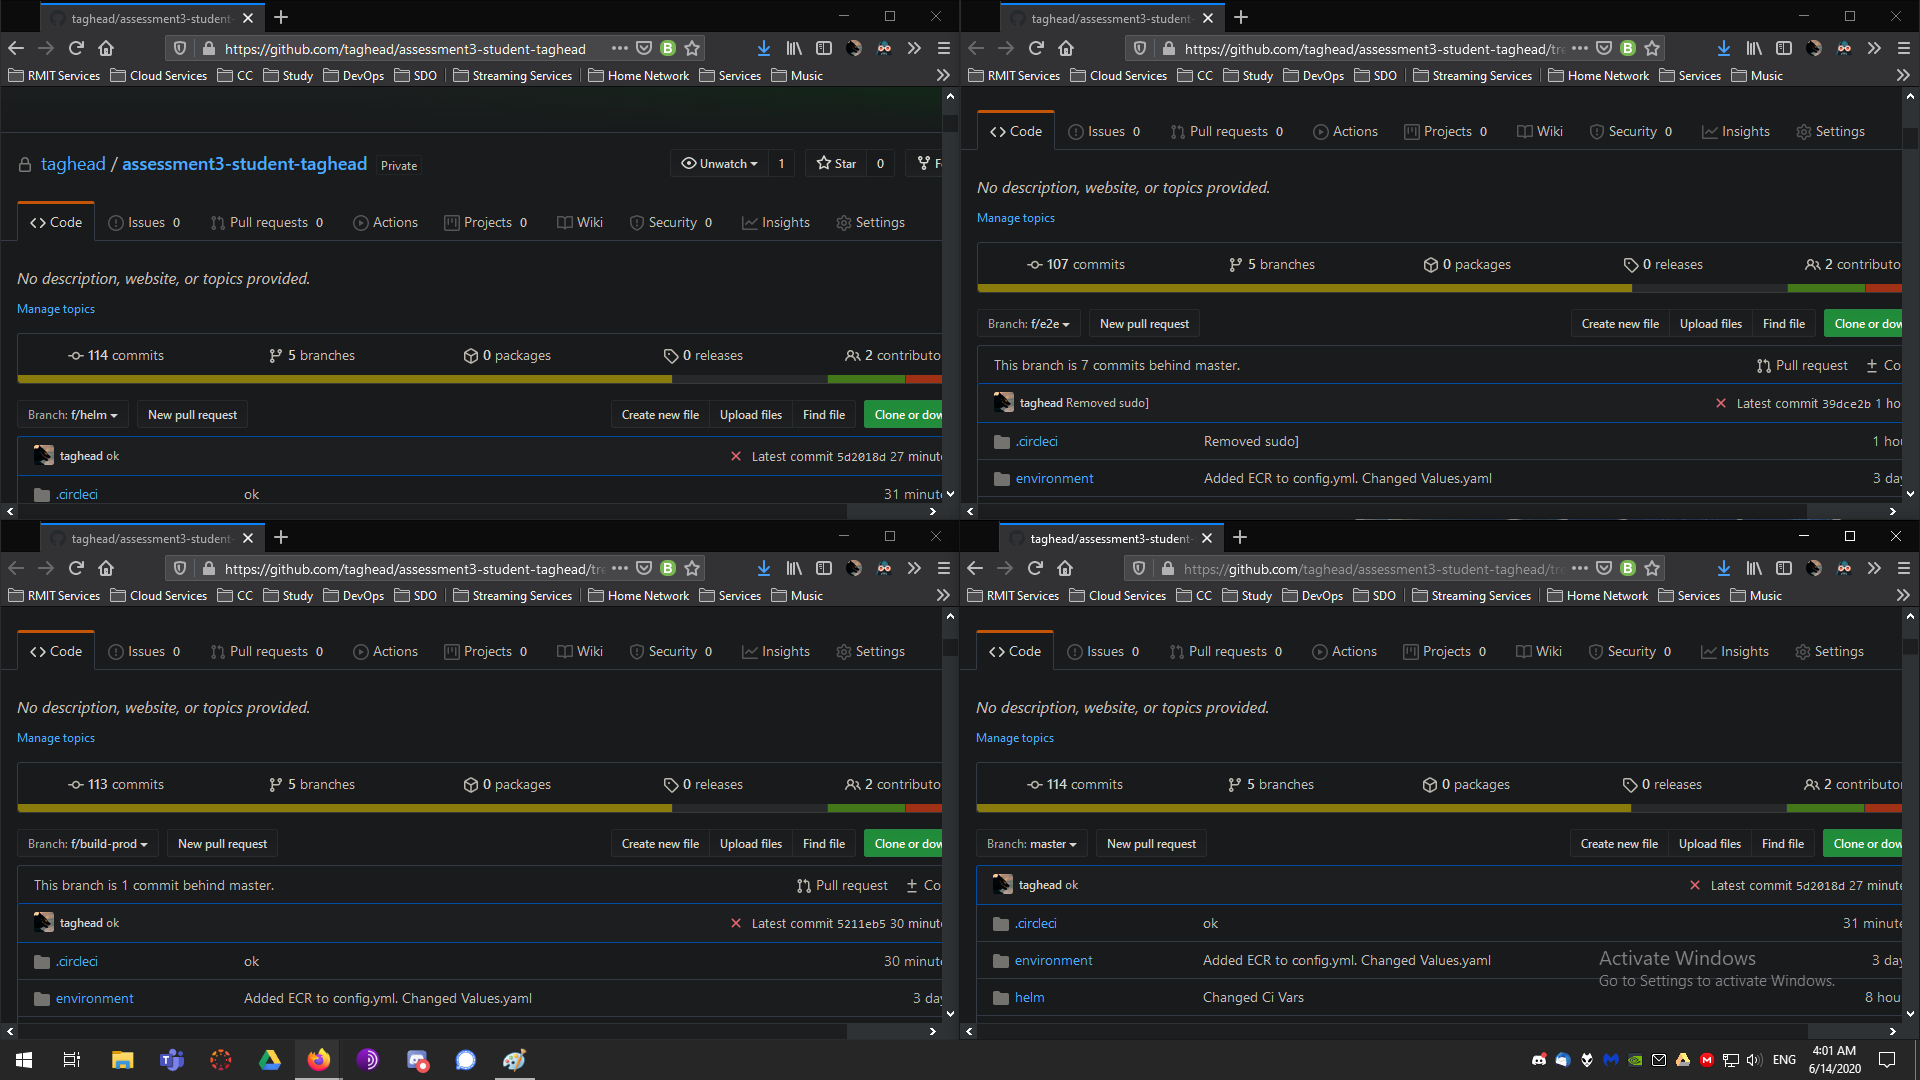 taghead/assessment3-student-
https://github.com/taghead/assessment3-student-taghead
RMIT Services Cloud Services CC Study DevOps SDO Streaming Services Home Network Services Music
taghead / assessment3-student-taghead Private
Unwatch 1 Star 0 F
Code Issues 0 Pull requests 0 Actions Projects 0 Wiki Security 0 Insights Settings
No description, website, or topics provided.
Manage topics
114 commits 5 branches 0 packages 0 releases 2 contributo
Branch: f/helm New pull request Create new file Upload files Find file Clone or dow
taghead ok Latest commit 5d2018d 27 minut
.circleci ok 31 minut
taghead/assessment3-student-
https://github.com/taghead/assessment3-student-taghead/tre
RMIT Services Cloud Services CC Study DevOps SDO Streaming Services Home Network Services Music
Code Issues 0 Pull requests 0 Actions Projects 0 Wiki Security 0 Insights Settings
No description, website, or topics provided.
Manage topics
107 commits 5 branches 0 packages 0 releases 2 contributo
Branch: f/e2e New pull request Create new file Upload files Find file Clone or dow
This branch is 7 commits behind master. Pull request Co
taghead Removed sudo] Latest commit 39dce2b 1 ho
.circleci Removed sudo] 1 hou
environment Added ECR to config.yml. Changed Values.yaml 3 day
taghead/assessment3-student-
https://github.com/taghead/assessment3-student-taghead/tre
RMIT Services Cloud Services CC Study DevOps SDO Streaming Services Home Network Services Music
Code Issues 0 Pull requests 0 Actions Projects 0 Wiki Security 0 Insights Settings
No description, website, or topics provided.
Manage topics
113 commits 5 branches 0 packages 0 releases 2 contributo
Branch: f/build-prod New pull request Create new file Upload files Find file Clone or dow
This branch is 1 commit behind master. Pull request Co
taghead ok Latest commit 5211eb5 30 minut
.circleci ok 30 minut
environment Added ECR to config.yml. Changed Values.yaml 3 day
taghead/assessment3-student-
https://github.com/taghead/assessment3-student-taghead/tre
RMIT Services Cloud Services CC Study DevOps SDO Streaming Services Home Network Services Music
Code Issues 0 Pull requests 0 Actions Projects 0 Wiki Security 0 Insights Settings
No description, website, or topics provided.
Manage topics
114 commits 5 branches 0 packages 0 releases 2 contributo
Branch: master New pull request Create new file Upload files Find file Clone or dow
taghead ok Latest commit 5d2018d 27 minut
.circleci ok 31 minut
environment Added ECR to config.yml. Changed Values.yaml 3 day
helm Changed Ci Vars 8 hou
Activate Windows
Go to Settings to activate Windows.
ENG
4:01 AM
6/14/2020